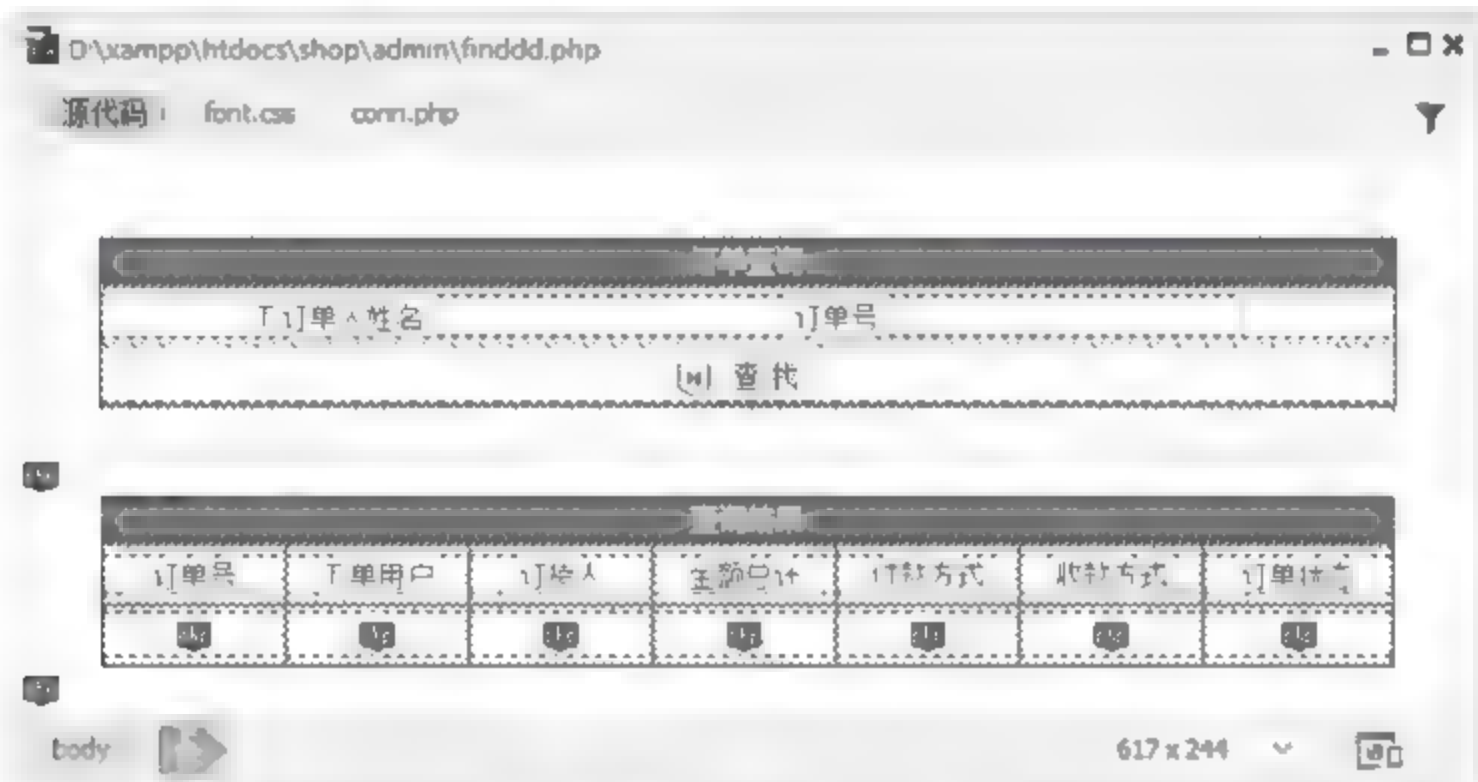 D:\xampp\htdocs\shop\admin\finddd.php
源代码 font.css conn.php
下订单人姓名 订单号
查 找
订单号 下单用户 订货人 金额总计 付款方式 收款方式 订单状态
body 617 x 244